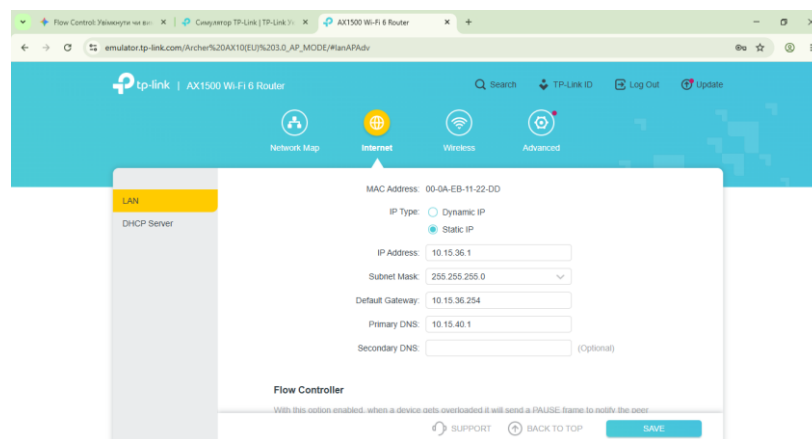 Flow Control: Увімкнути чи вин
Симулятор TP-Link | TP-Link Ук
AX1500 Wi-Fi 6 Router
emulator.tp-link.com/Archer%20AX10(EU)%203.0_AP_MODE/#lanAPAdv
tp-link | AX1500 Wi-Fi 6 Router
Search
TP-Link ID
Log Out
Update
Network Map
Internet
Wireless
Advanced
LAN
DHCP Server
MAC Address: 00-0A-EB-11-22-DD
IP Type: Dynamic IP
Static IP
IP Address: 10.15.36.1
Subnet Mask: 255.255.255.0
Default Gateway: 10.15.36.254
Primary DNS: 10.15.40.1
Secondary DNS: (Optional)
Flow Controller
With this option enabled, when a device gets overloaded it will send a PAUSE frame to notify the peer
SUPPORT
BACK TO TOP
SAVE